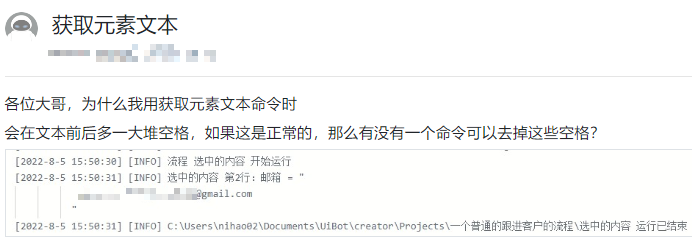 获取元素文本
各位大哥，为什么我用获取元素文本命令时
会在文本前后多一大堆空格，如果这是正常的，那么有没有一个命令可以去掉这些空格？
[2022-8-5 15:50:30] [INFO] 流程 选中的内容 开始运行
[2022-8-5 15:50:31] [INFO] 选中的内容 第2行：邮箱 = "
@gmail.com
"
[2022-8-5 15:50:31] [INFO] C:\Users\nihao02\Documents\UiBot\creator\Projects\一个普通的跟进客户的流程\选中的内容 运行已结束